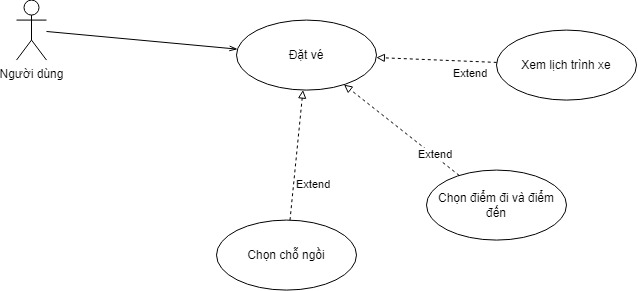 Người dùng
Đặt vé
Xem lịch trình xe
Extend
Extend
Chọn điểm đi và điểm
đến
Extend
Chọn chỗ ngồi